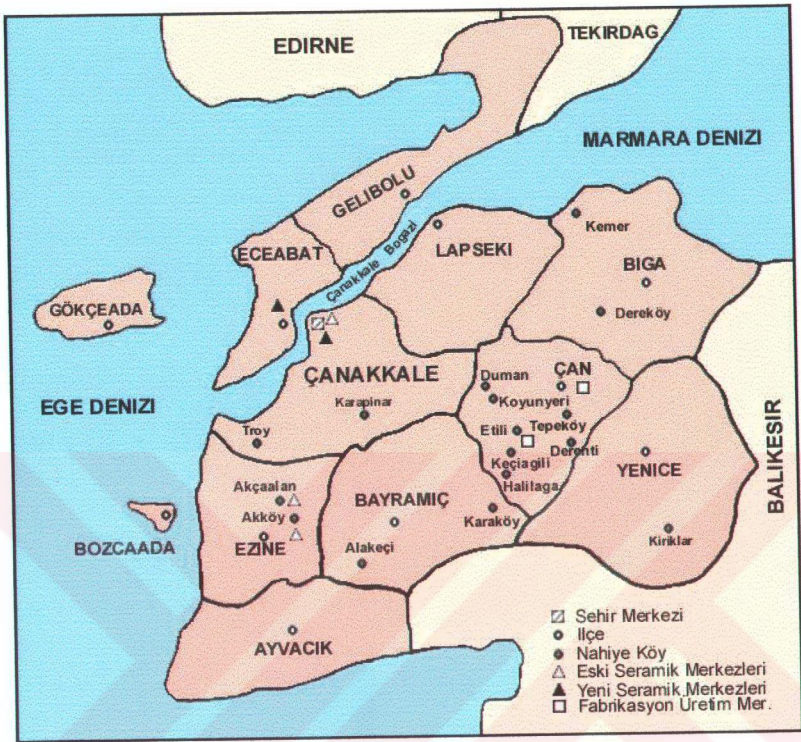 EDIRNE
TEKIRDAG
MARMARA DENIZI
GELIBOLU
Kemer
ECEABAT
Çanakkale Bogazi
LAPSEKI
BIGA
GÖKÇEADA
Dereköy
ÇANAKKALE
Duman
ÇAN
Koyunyeri
EGE DENIZI
Karapinar
Tepeköy
Etili
Troy
Derenti
Keçiagili
YENICE
BALIKESIR
Halilaga
Akçaalan
BAYRAMIÇ
Karaköy
Akköy
EZINE
BOZCAADA
Kiriklar
Alakeçi
AYVACIK
Sehir Merkezi
Ilçe
Nahiye Köy
Eski Seramik Merkezleri
Yeni Seramik Merkezleri
Fabrikasyon Üretim Mer.